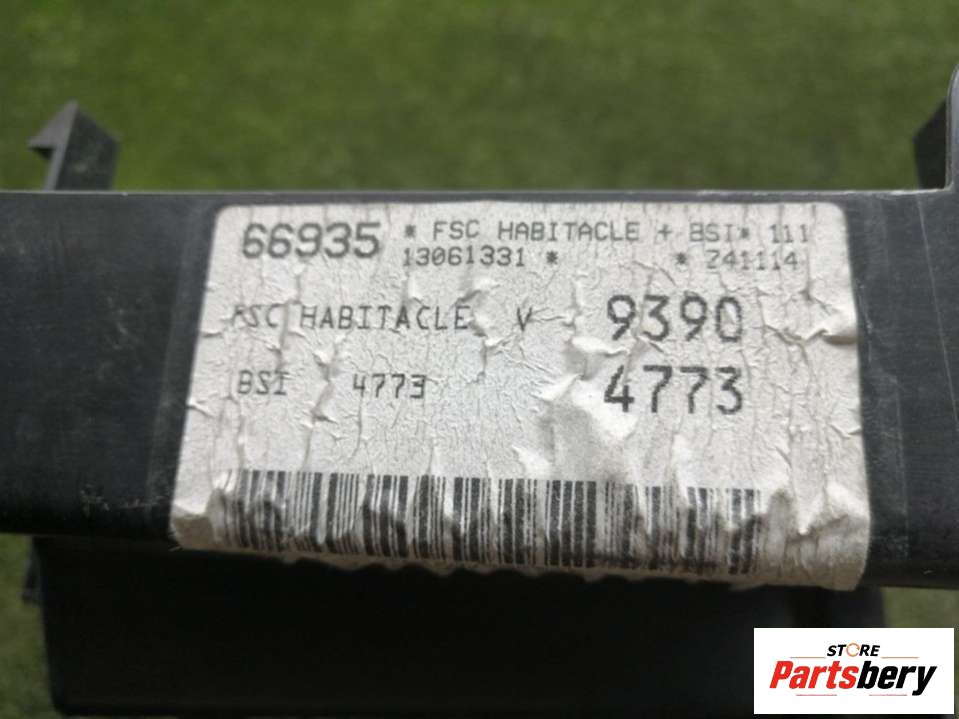 66935 * FSC HABITACLE + BSI* 111
13061331 * * 241114
FSC HABITACLE V 9390
BSI 4773 4773
STORE
Partsbery